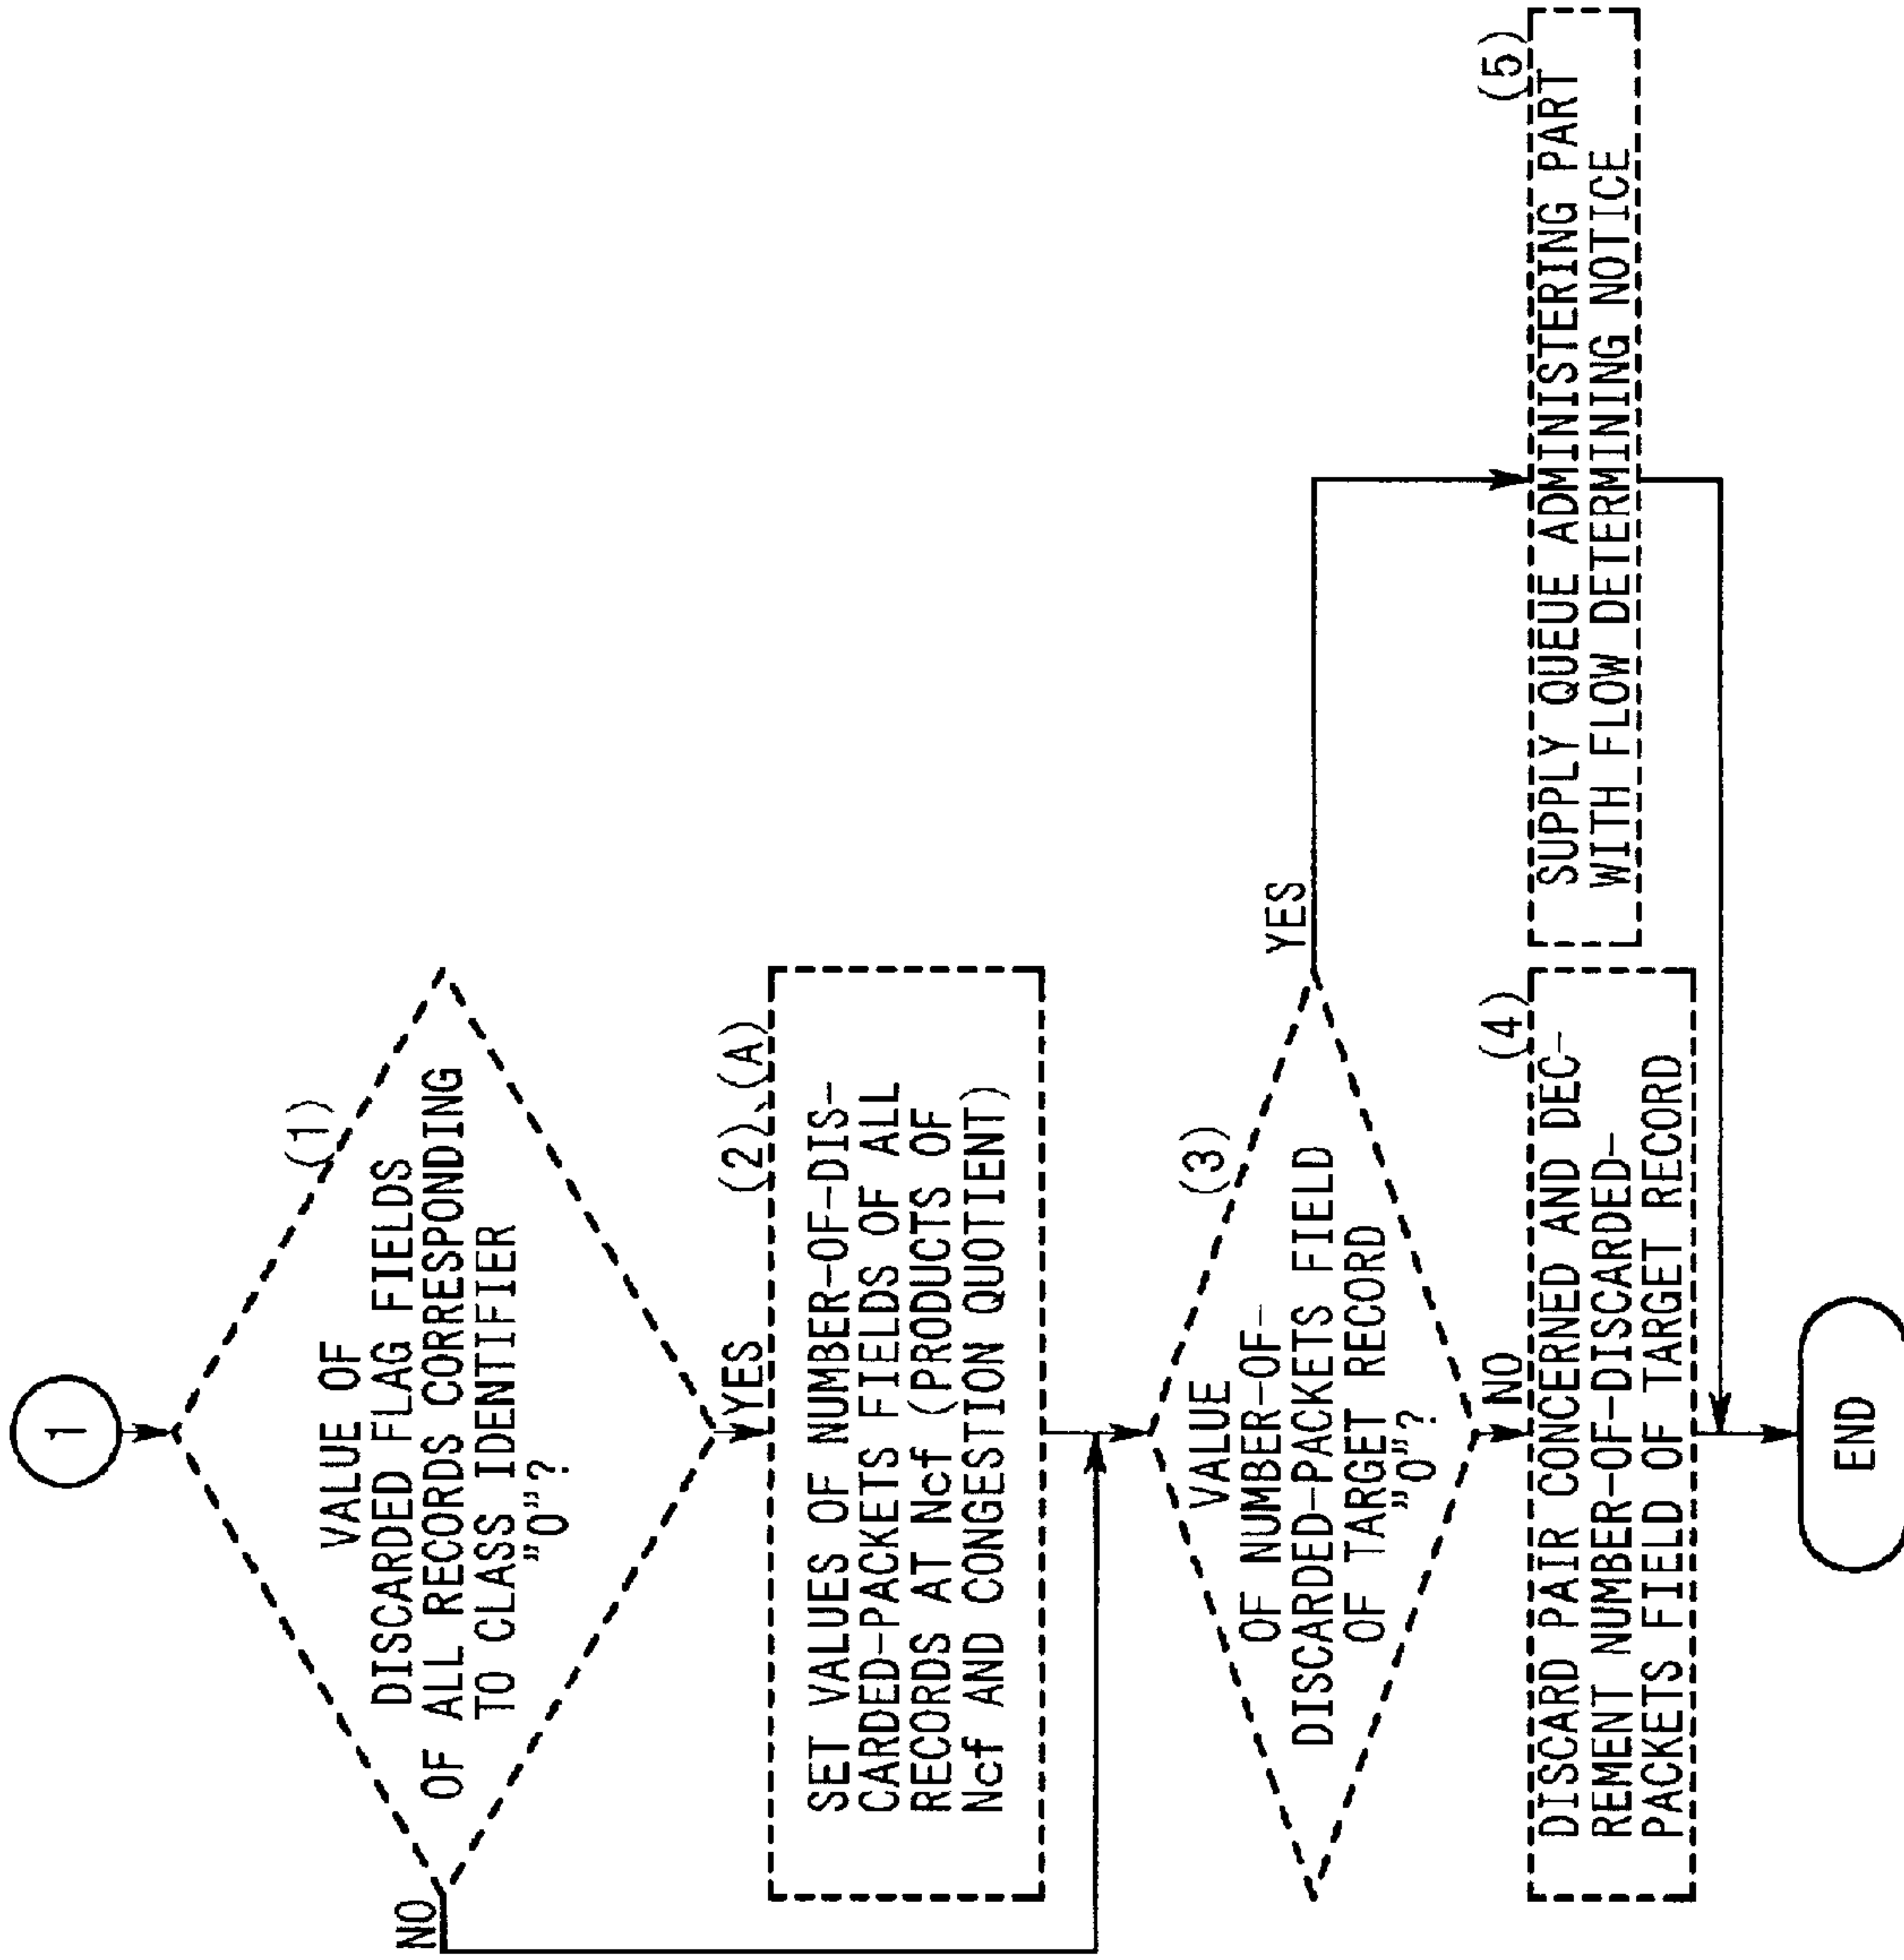 1
(1)
VALUE OF
DISCARDED FLAG FIELDS
OF ALL RECORDS CORRESPONDING
TO CLASS IDENTIFIER
"0"?
NO
YES
(2),(A)
SET VALUES OF NUMBER-OF-DIS-
CARDED-PACKETS FIELDS OF ALL
RECORDS AT Ncf (PRODUCTS OF
Ncf AND CONGESTION QUOTIENT)
(3)
VALUE
OF NUMBER-OF-
DISCARDED-PACKETS FIELD
OF TARGET RECORD
"0"?
YES
NO
(4)
DISCARD PAIR CONCERNED AND DEC-
REMENT NUMBER-OF-DISCARDED-
PACKETS FIELD OF TARGET RECORD
(5)
SUPPLY QUEUE ADMINISTERING PART
WITH FLOW DETERMINING NOTICE
END